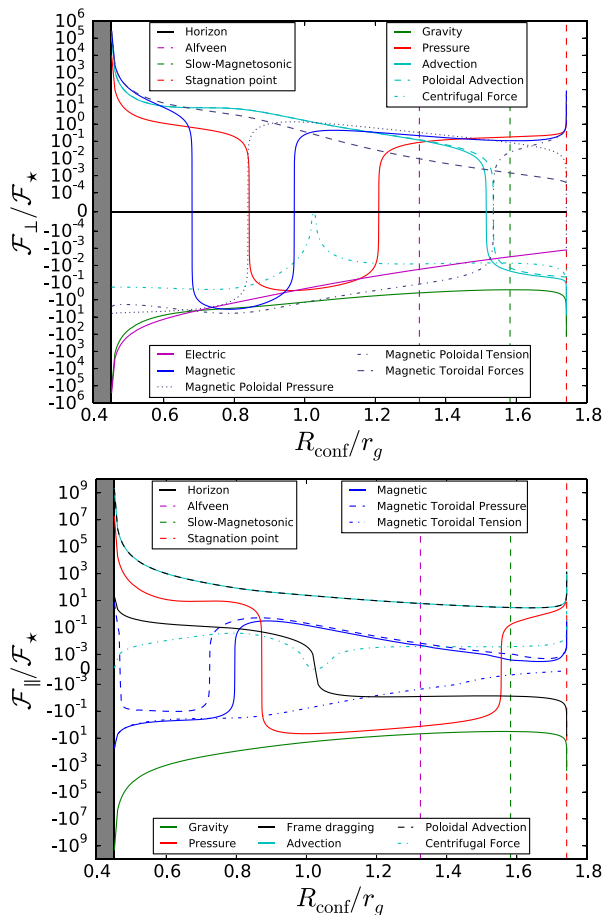 10^6
10^5
10^4
10^3
10^2
10^1
10^0
10^-1
10^-2
10^-3
10^-4
0
-10^-4
-10^-3
-10^-2
-10^-1
-10^0
-10^1
-10^2
-10^3
-10^4
-10^5
-10^6
F_⊥/F_⋆
Horizon
Alfveen
Slow-Magnetosonic
Stagnation point
Gravity
Pressure
Advection
Poloidal Advection
Centrifugal Force
Electric
Magnetic
Magnetic Poloidal Pressure
Magnetic Poloidal Tension
Magnetic Toroidal Forces
0.4 0.6 0.8 1.0 1.2 1.4 1.6 1.8
R_conf/r_g
10^9
10^7
10^5
10^3
10^1
10^-1
10^-3
0
-10^-3
-10^-1
-10^1
-10^3
-10^5
-10^7
-10^9
F_∥/F_⋆
Horizon
Alfveen
Slow-Magnetosonic
Stagnation point
Magnetic
Magnetic Toroidal Pressure
Magnetic Toroidal Tension
Gravity
Pressure
Frame dragging
Advection
Poloidal Advection
Centrifugal Force
0.4 0.6 0.8 1.0 1.2 1.4 1.6 1.8
R_conf/r_g